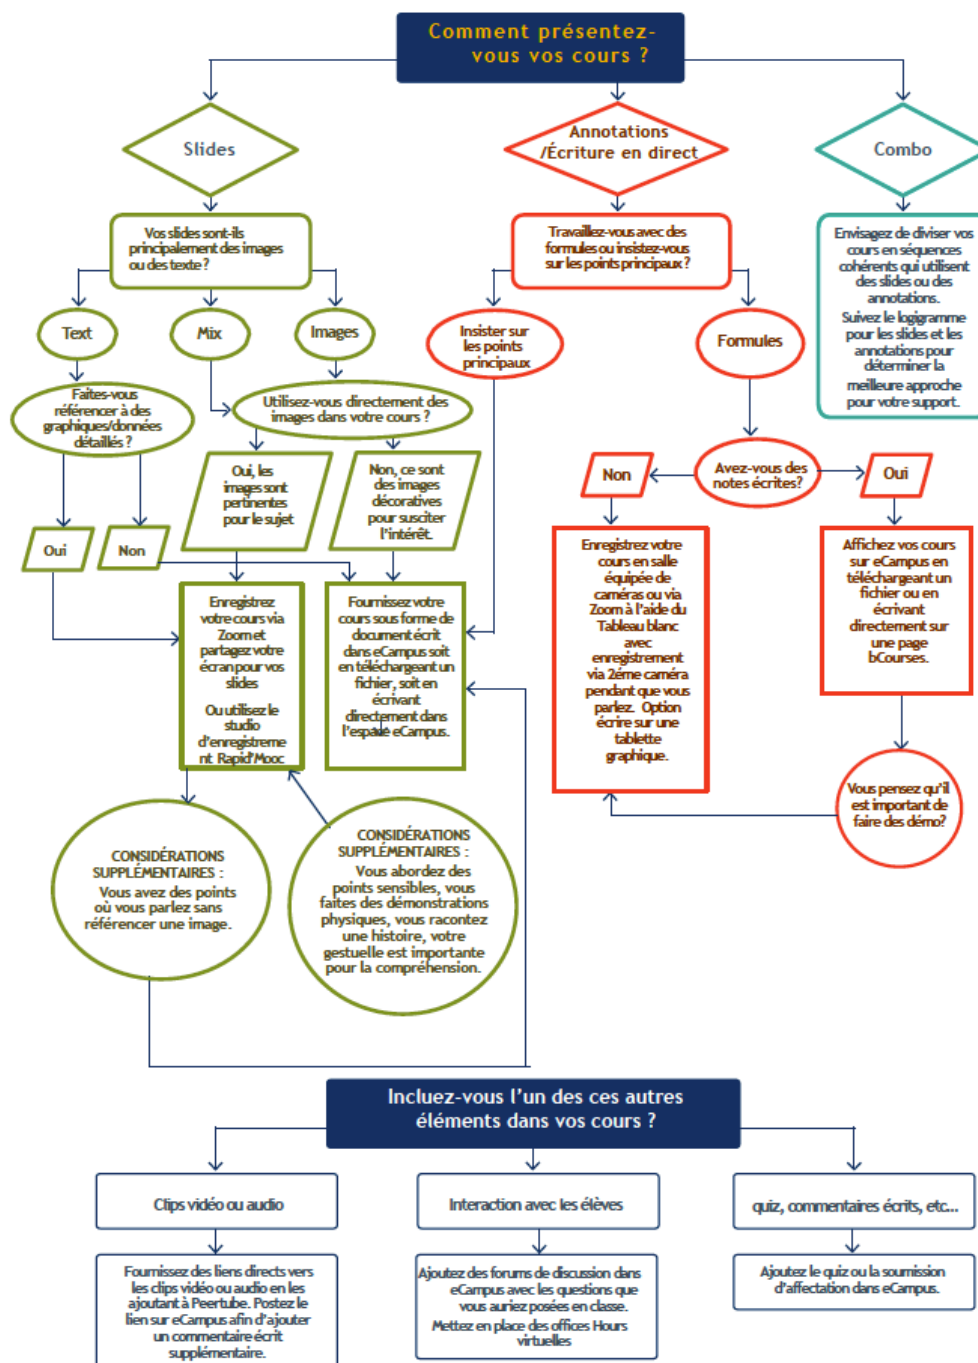 Comment présentez-
vous vos cours ?
Slides
Annotations
/Écriture en direct
Combo
Vos slides sont-ils
principalement des images
ou des texte ?
Travaillez-vous avec des
formules ou insistez-vous
sur les points principaux ?
Envisagez de diviser vos
cours en séquences
cohérents qui utilisent
des slides ou des
annotations.
Suivez le logigramme
pour les slides et les
annotations pour
déterminer la
meilleure approche
pour votre support.
Text
Mix
Images
Insister sur
les points
principaux
Formules
Faites-vous
référencer à des
graphiques/données
détaillés ?
Utilisez-vous directement des
images dans votre cours ?
Oui, les
images sont
pertinentes
pour le sujet
Non, ce sont
des images
décoratives
pour susciter
l'intérêt.
Non
Avez-vous des
notes écrites?
Oui
Oui
Non
Enregistrez
votre cours via
Zoom et
partagez votre
écran pour vos
slides
Ou utilisez le
studio
d'enregistreme
nt Rapid'Mooc
Fournissez votre
cours sous forme de
document écrit
dans eCampus soit
en téléchargeant un
fichier, soit en
écrivant
directement dans
l'espace eCampus.
Enregistrez votre
cours en salle
équipée de
caméras ou via
Zoom à l'aide du
Tableau blanc
avec
enregistrement
via 2éme caméra
pendant que vous
parlez. Option
écrire sur une
tablette
graphique.
Affichez vos cours
sur eCampus en
téléchargeant un
fichier ou en
écrivant
directement sur
une page
bCourses.
Vous pensez qu'il
est important de
faire des démo?
CONSIDÉRATIONS
SUPPLÉMENTAIRES :
Vous avez des points
où vous parlez sans
référencer une image.
CONSIDÉRATIONS
SUPPLÉMENTAIRES :
Vous abordez des
points sensibles, vous
faites des démonstrations
physiques, vous racontez
une histoire, votre
gestuelle est importante
pour la compréhension.
Incluez-vous l'un des ces autres
éléments dans vos cours ?
Clips vidéo ou audio
Interaction avec les élèves
quiz, commentaires écrits, etc...
Fournissez des liens directs vers
les clips vidéo ou audio en les
ajoutant à Peertube. Postez le
lien sur eCampus afin d'ajouter
un commentaire écrit
supplémentaire.
Ajoutez des forums de discussion dans
eCampus avec les questions que
vous auriez posées en classe.
Mettez en place des offices Hours
virtuelles
Ajoutez le quiz ou la soumission
d'affectation dans eCampus.